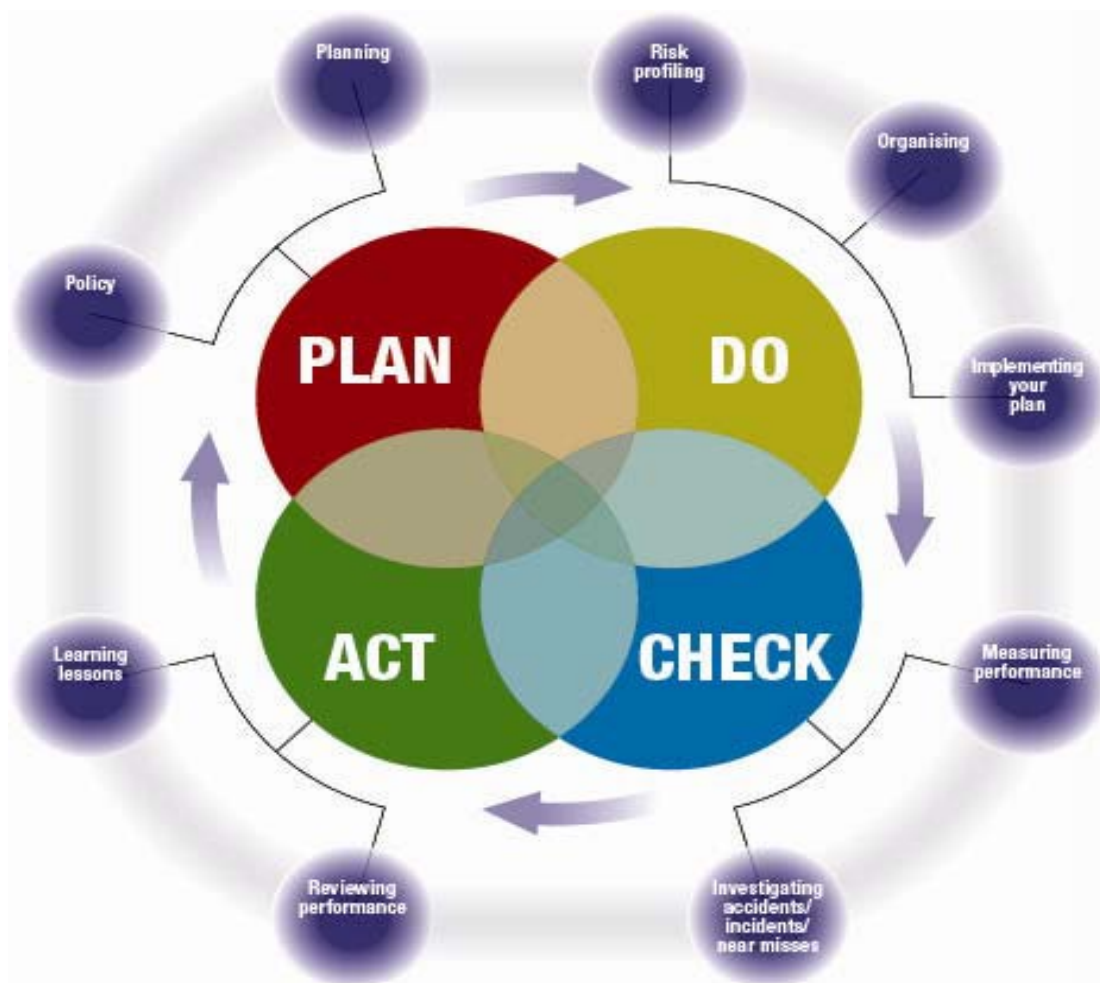 Planning
Risk
profiling
Organising
Policy
PLAN
DO
Implementing
your
plan
ACT
CHECK
Learning
lessons
Measuring
performance
Reviewing
performance
Investigating
accidents/
incidents/
near misses